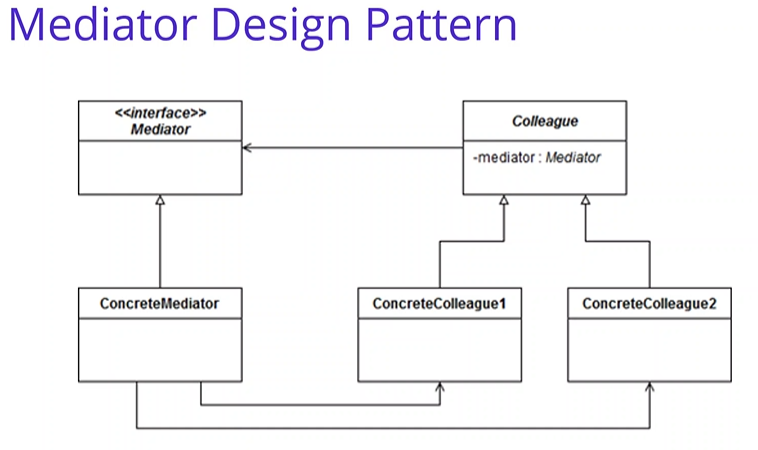 Mediator Design Pattern
<<interface>>
Mediator
Colleague
-mediator : Mediator
ConcreteMediator
ConcreteColleague1
ConcreteColleague2